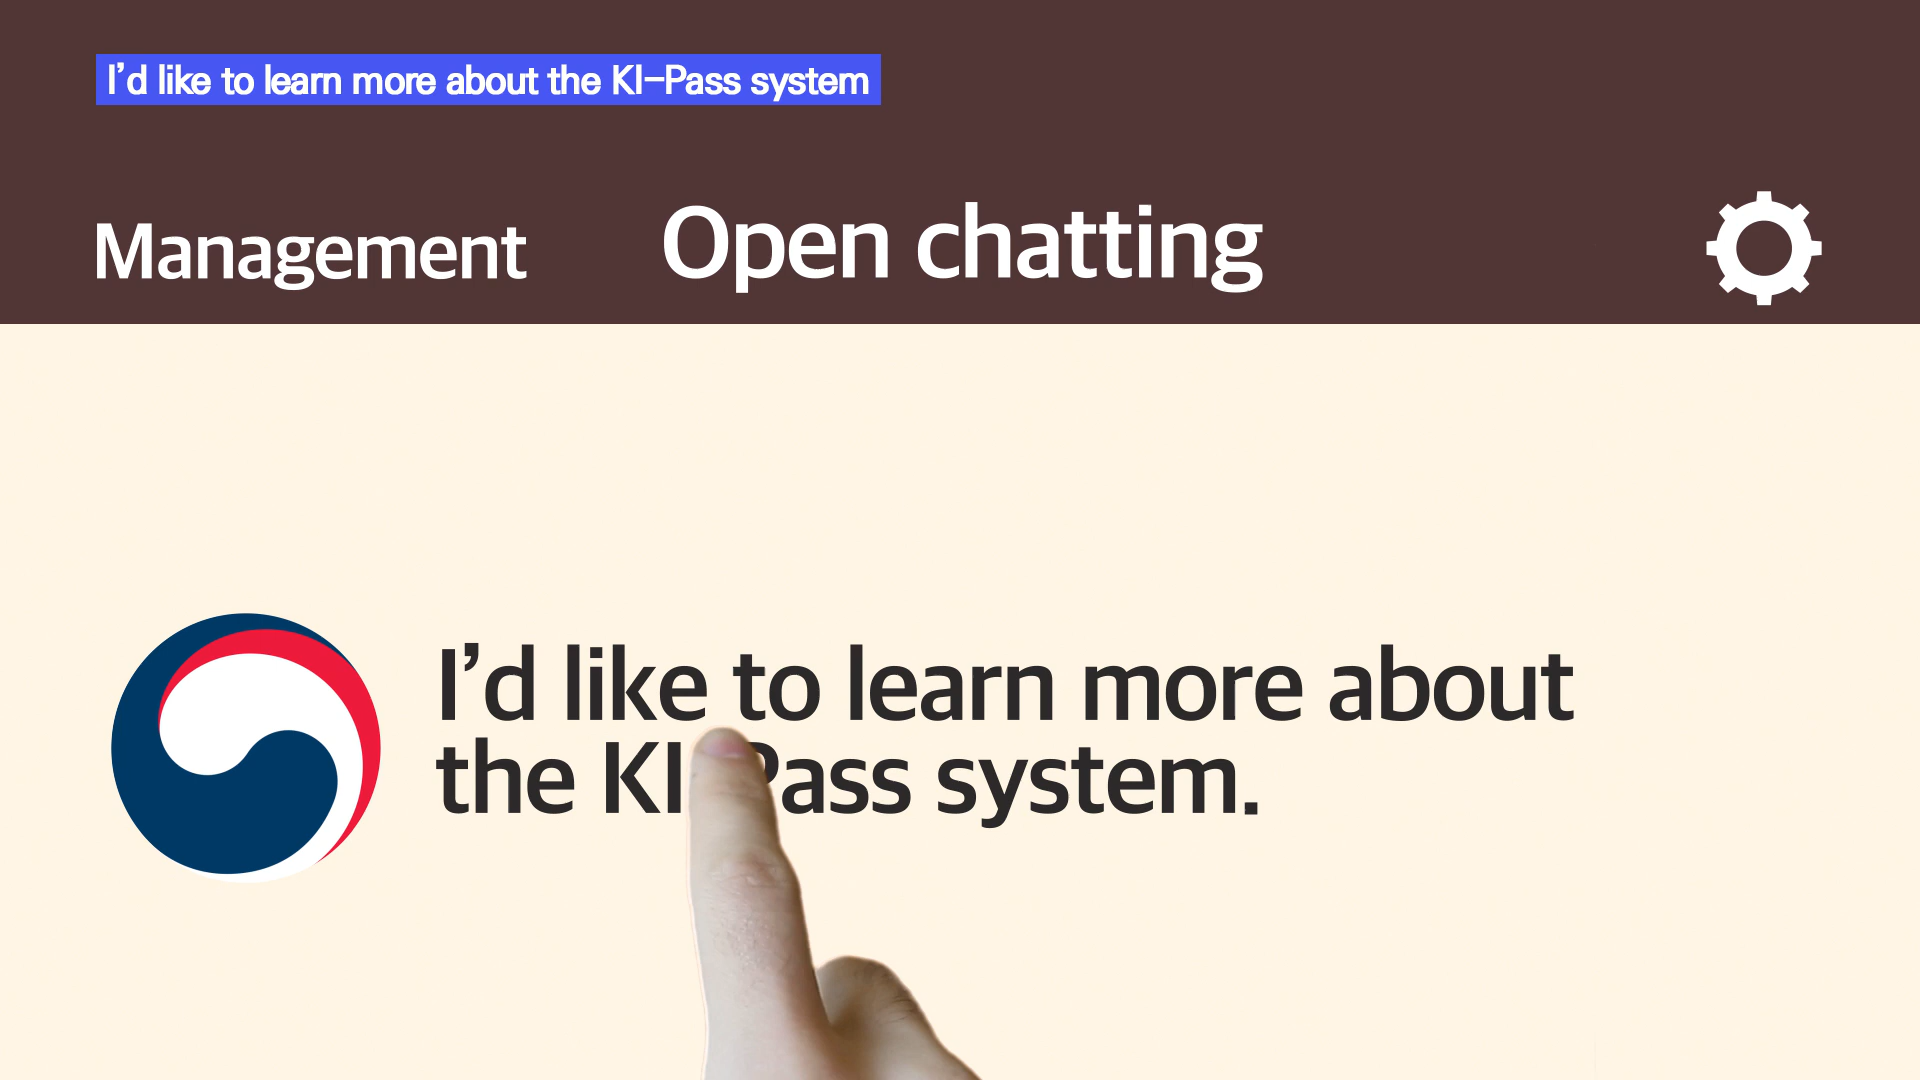 I’d like to learn more about the KI-Pass system
Management
Open chatting
I’d like to learn more about
the KI Pass system.